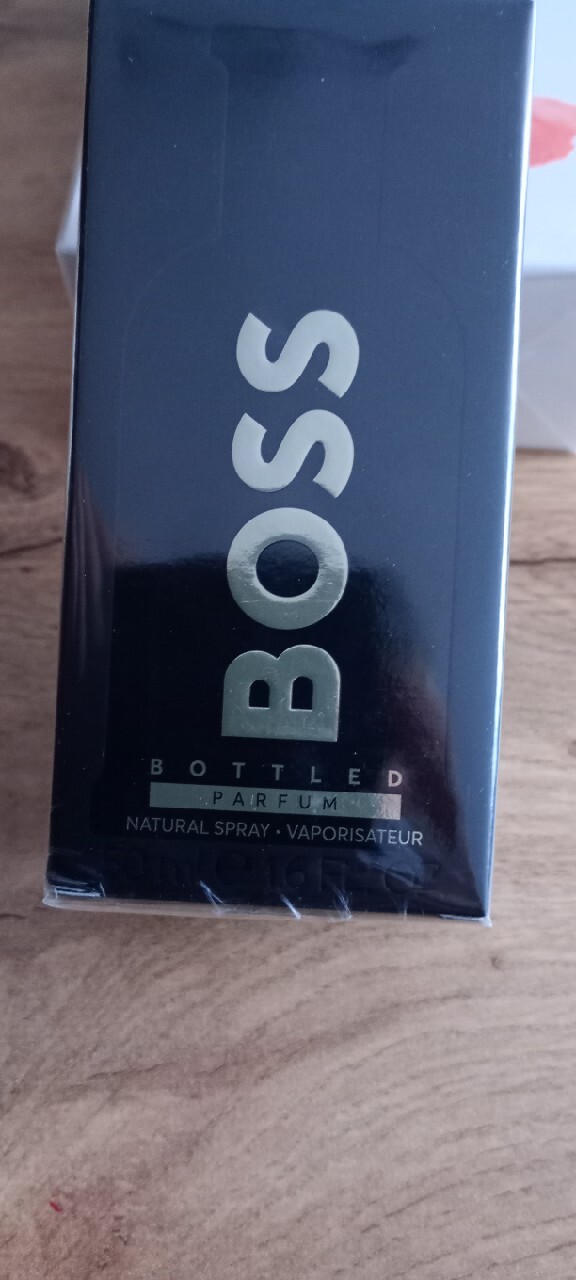 BOSS
BOTTLED
PARFUM
NATURAL SPRAY • VAPORISATEUR